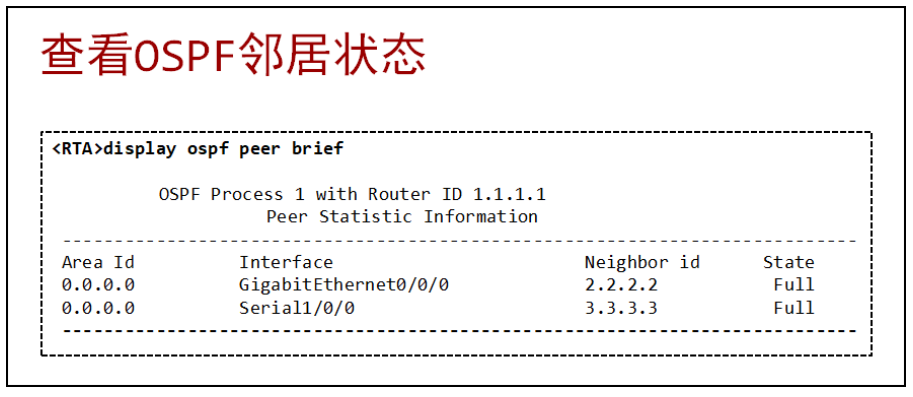 查看OSPF邻居状态
<RTA>display ospf peer brief
OSPF Process 1 with Router ID 1.1.1.1
Peer Statistic Information
----------------------------------------------------------------------------
Area Id Interface Neighbor id State
0.0.0.0 GigabitEthernet0/0/0 2.2.2.2 Full
0.0.0.0 Serial1/0/0 3.3.3.3 Full
----------------------------------------------------------------------------